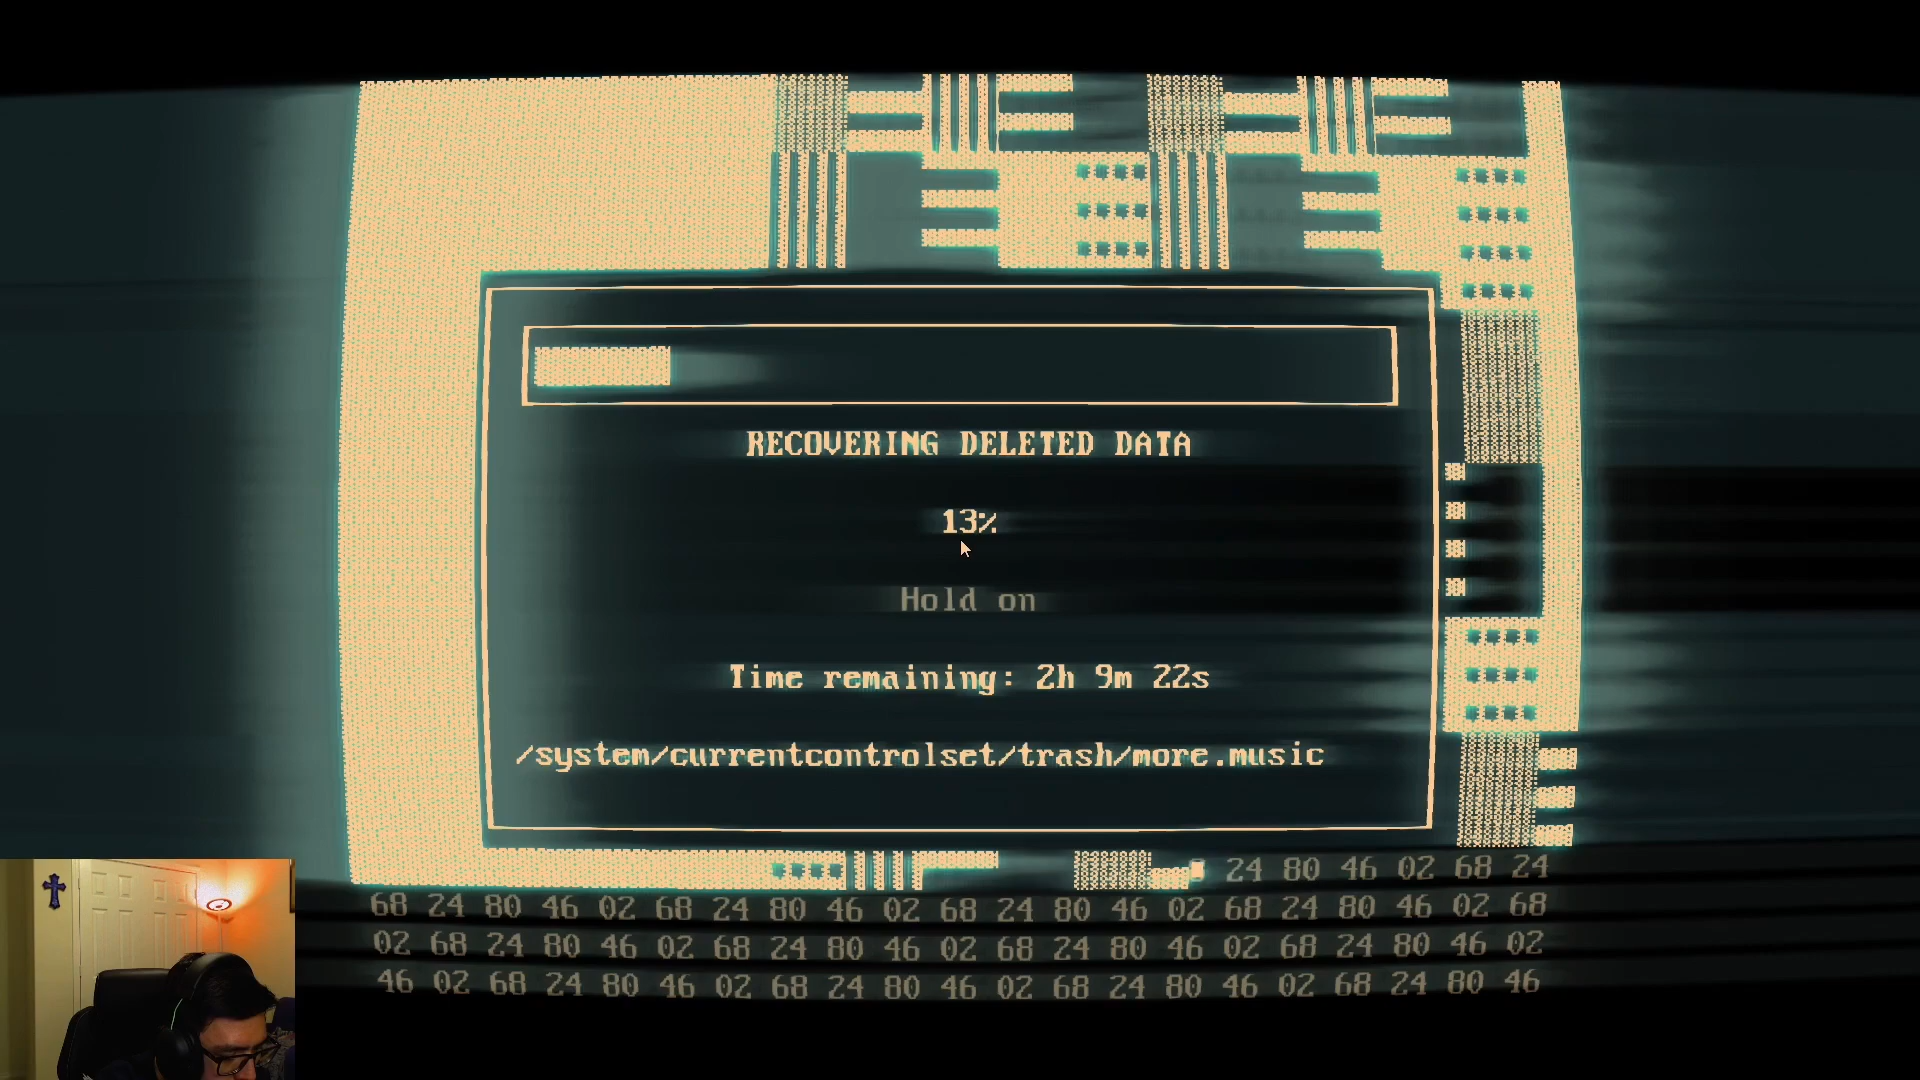 RECOVERING DELETED DATA
13%
Hold on
Time remaining: 2h 9m 22s
/system/currentcontrolset/trash/more.music
24 80 46 02 68 24
68 24 80 46 02 68 24 80 46 02 68 24 80 46 02 68 24 80 46 02 68
02 68 24 80 46 02 68 24 80 46 02 68 24 80 46 02 68 24 80 46 02
46 02 68 24 80 46 02 68 24 80 46 02 68 24 80 46 02 68 24 80 46